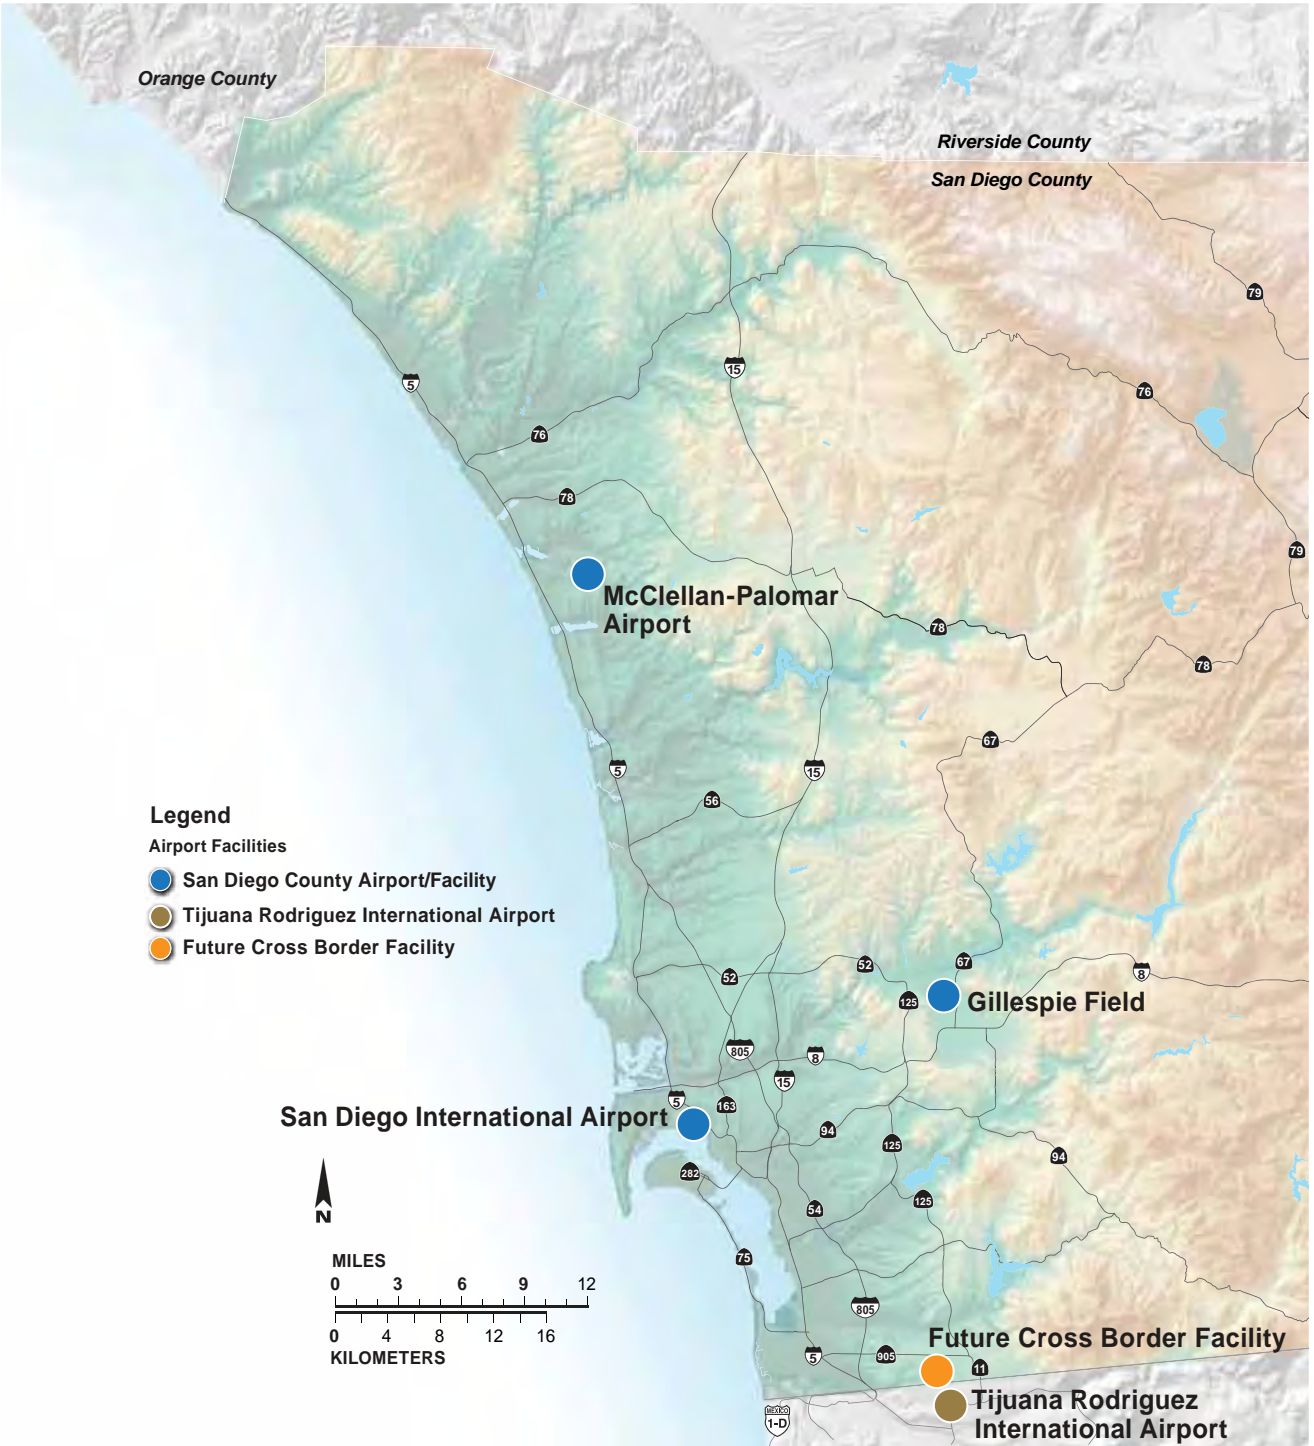 Orange County
Riverside County
San Diego County
79
15
5
76
76
78
79
McClellan-Palomar
Airport
78
78
67
5
15
56
Legend
Airport Facilities
San Diego County Airport/Facility
Tijuana Rodriguez International Airport
Future Cross Border Facility
52
52
67
8
125
Gillespie Field
805
8
15
5
163
San Diego International Airport
94
125
94
282
125
54
N
75
MILES
0 3 6 9 12
0 4 8 12 16
KILOMETERS
805
Future Cross Border Facility
5
905
11
MEXICO
1-D
Tijuana Rodriguez
International Airport